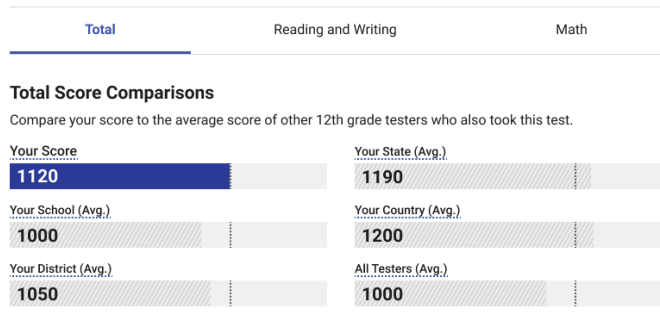 Total Reading and Writing Math
Total Score Comparisons
Compare your score to the average score of other 12th grade testers who also took this test.
Your Score
1120
Your State (Avg.)
1190
Your School (Avg.)
1000
Your Country (Avg.)
1200
Your District (Avg.)
1050
All Testers (Avg.)
1000